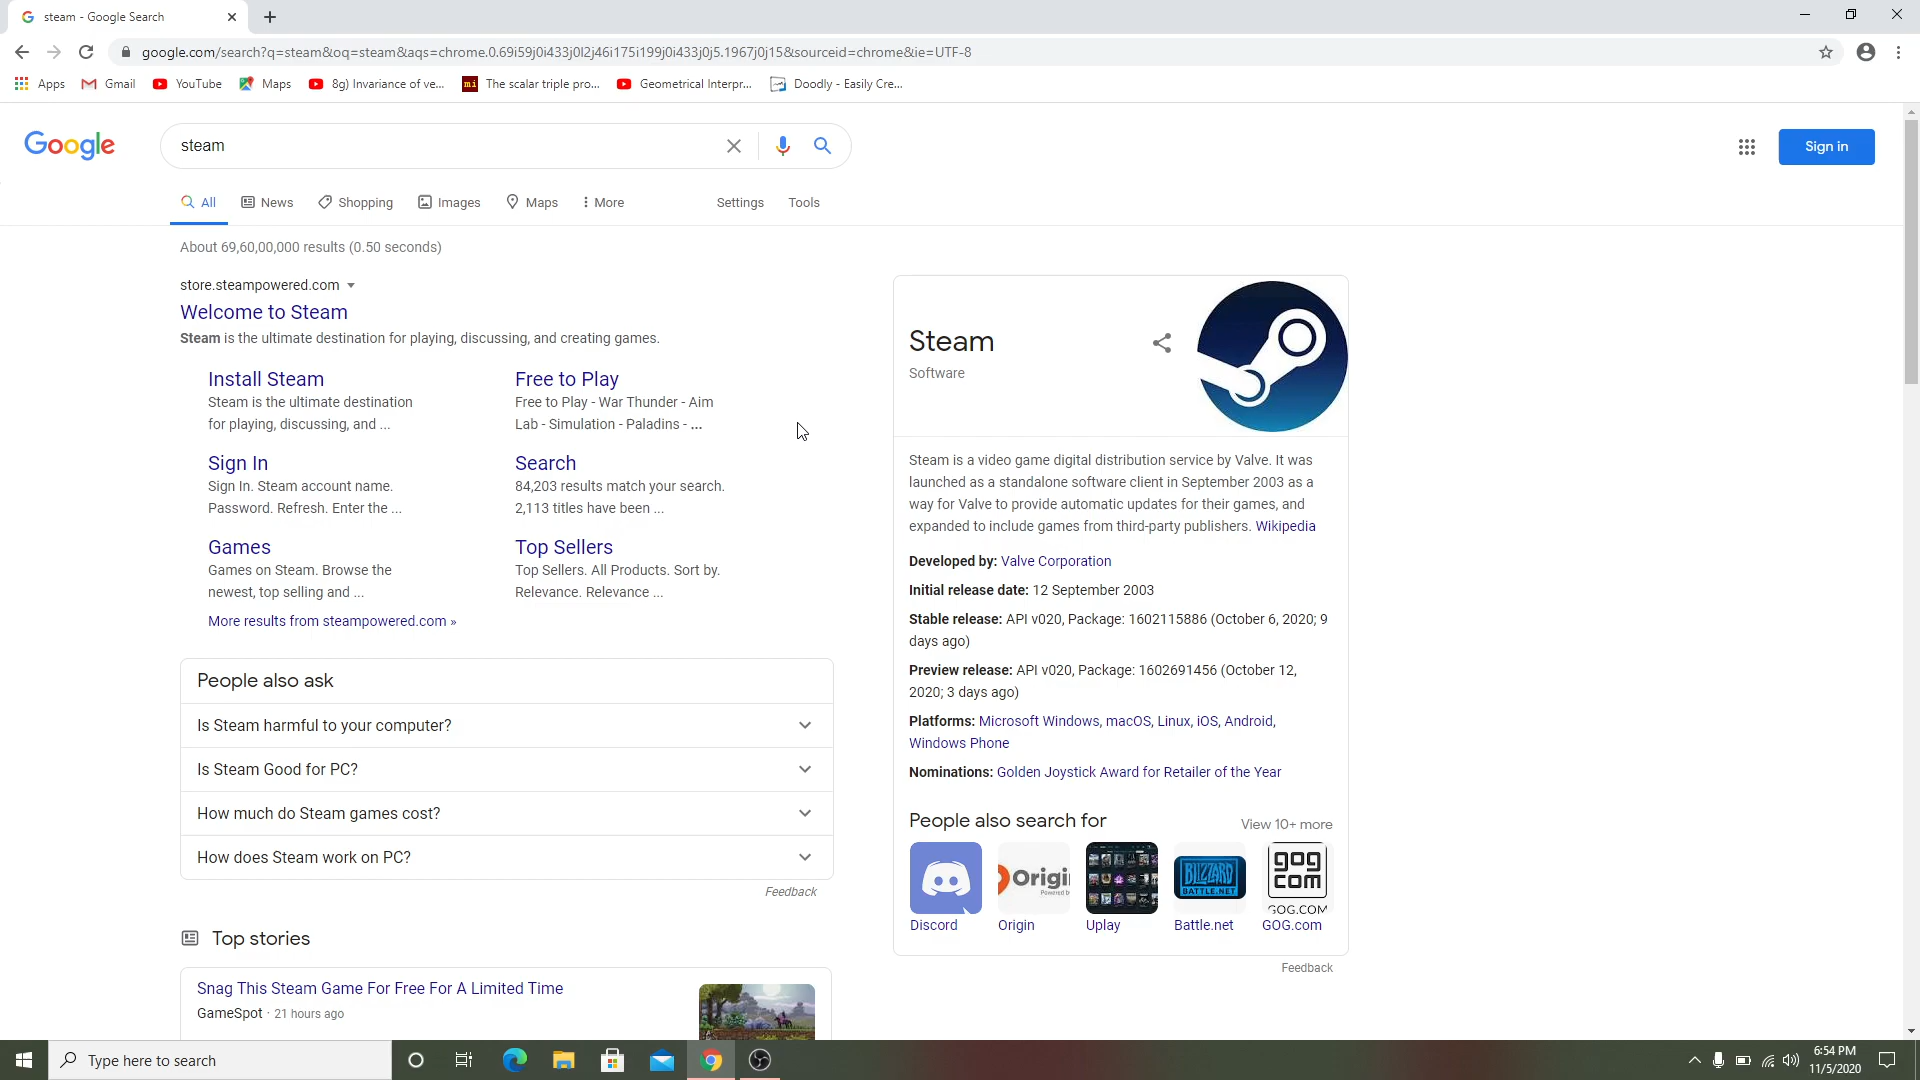 steam - Google Search
google.com/search?q=steam&oq=steam&aqs=chrome.0.69i59j0i433j0l2j46i175i199j0i433j0j5.1967j0j15&sourceid=chrome&ie=UTF-8
Apps Gmail YouTube Maps 8g) Invariance of ve... The scalar triple pro... Geometrical Interpr... Doodly - Easily Cre...
Google
steam
Sign in
All News Shopping Images Maps More Settings Tools
About 69,60,00,000 results (0.50 seconds)
store.steampowered.com
Welcome to Steam
Steam is the ultimate destination for playing, discussing, and creating games.
Install Steam
Steam is the ultimate destination
for playing, discussing, and ...
Free to Play
Free to Play - War Thunder - Aim
Lab - Simulation - Paladins - ...
Sign In
Sign In. Steam account name.
Password. Refresh. Enter the ...
Search
84,203 results match your search.
2,113 titles have been ...
Games
Games on Steam. Browse the
newest, top selling and ...
Top Sellers
Top Sellers. All Products. Sort by.
Relevance. Relevance ...
More results from steampowered.com »
People also ask
Is Steam harmful to your computer?
Is Steam Good for PC?
How much do Steam games cost?
How does Steam work on PC?
Feedback
Top stories
Snag This Steam Game For Free For A Limited Time
GameSpot · 21 hours ago
Steam
Software
Steam is a video game digital distribution service by Valve. It was
launched as a standalone software client in September 2003 as a
way for Valve to provide automatic updates for their games, and
expanded to include games from third-party publishers. Wikipedia
Developed by: Valve Corporation
Initial release date: 12 September 2003
Stable release: API v020, Package: 1602115886 (October 6, 2020; 9
days ago)
Preview release: API v020, Package: 1602691456 (October 12,
2020; 3 days ago)
Platforms: Microsoft Windows, macOS, Linux, iOS, Android,
Windows Phone
Nominations: Golden Joystick Award for Retailer of the Year
People also search for
View 10+ more
Origi
Powered b
BLIZZARD
BATTLE.NET
gog
com
GOG.COM
Discord Origin Uplay Battle.net GOG.com
Feedback
Type here to search
6:54 PM
11/5/2020